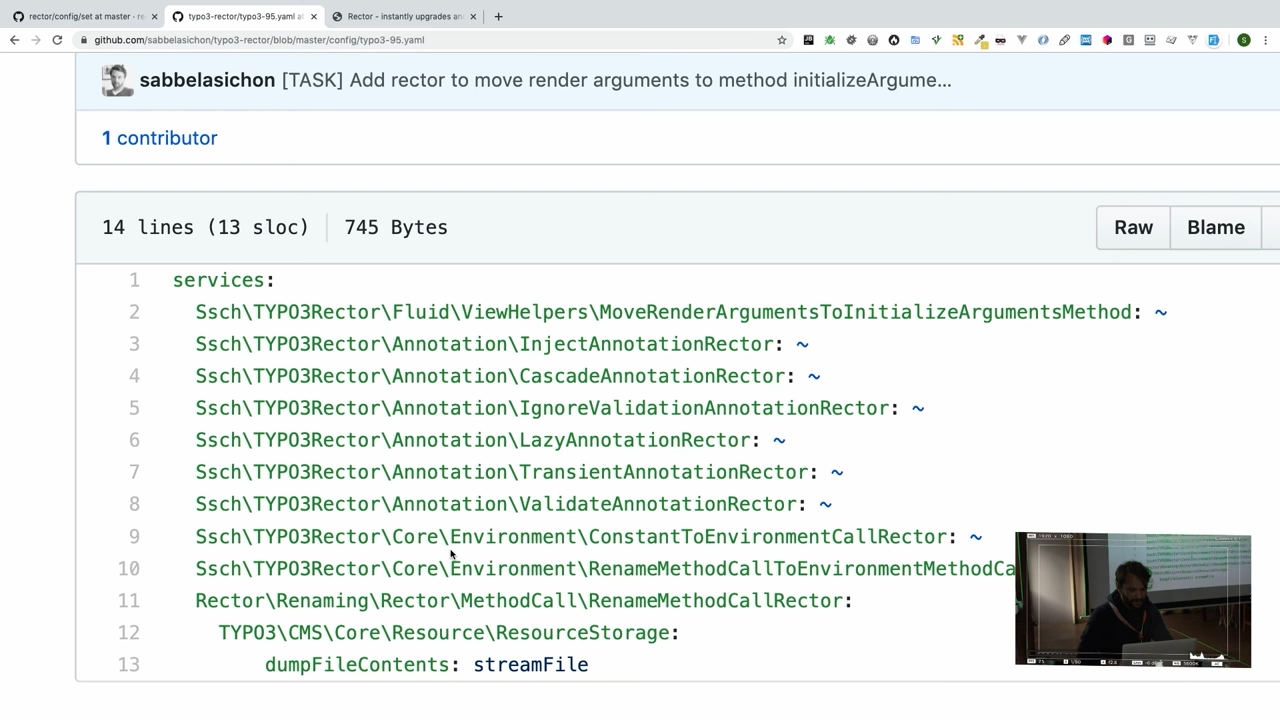 rector/config/set at master · re
typo3-rector/typo3-95.yaml a
Rector - instantly upgrades an
github.com/sabbelasichon/typo3-rector/blob/master/config/typo3-95.yaml
sabbelasichon [TASK] Add rector to move render arguments to method initializeArgume...
1 contributor
14 lines (13 sloc) 745 Bytes
Raw Blame
1 services:
2 Ssch\TYPO3Rector\Fluid\ViewHelpers\MoveRenderArgumentsToInitializeArgumentsMethod: ~
3 Ssch\TYPO3Rector\Annotation\InjectAnnotationRector: ~
4 Ssch\TYPO3Rector\Annotation\CascadeAnnotationRector: ~
5 Ssch\TYPO3Rector\Annotation\IgnoreValidationAnnotationRector: ~
6 Ssch\TYPO3Rector\Annotation\LazyAnnotationRector: ~
7 Ssch\TYPO3Rector\Annotation\TransientAnnotationRector: ~
8 Ssch\TYPO3Rector\Annotation\ValidateAnnotationRector: ~
9 Ssch\TYPO3Rector\Core\Environment\ConstantToEnvironmentCallRector: ~
10 Ssch\TYPO3Rector\Core\Environment\RenameMethodCallToEnvironmentMethodCa
11 Rector\Renaming\Rector\MethodCall\RenameMethodCallRector:
12 TYPO3\CMS\Core\Resource\ResourceStorage:
13 dumpFileContents: streamFile